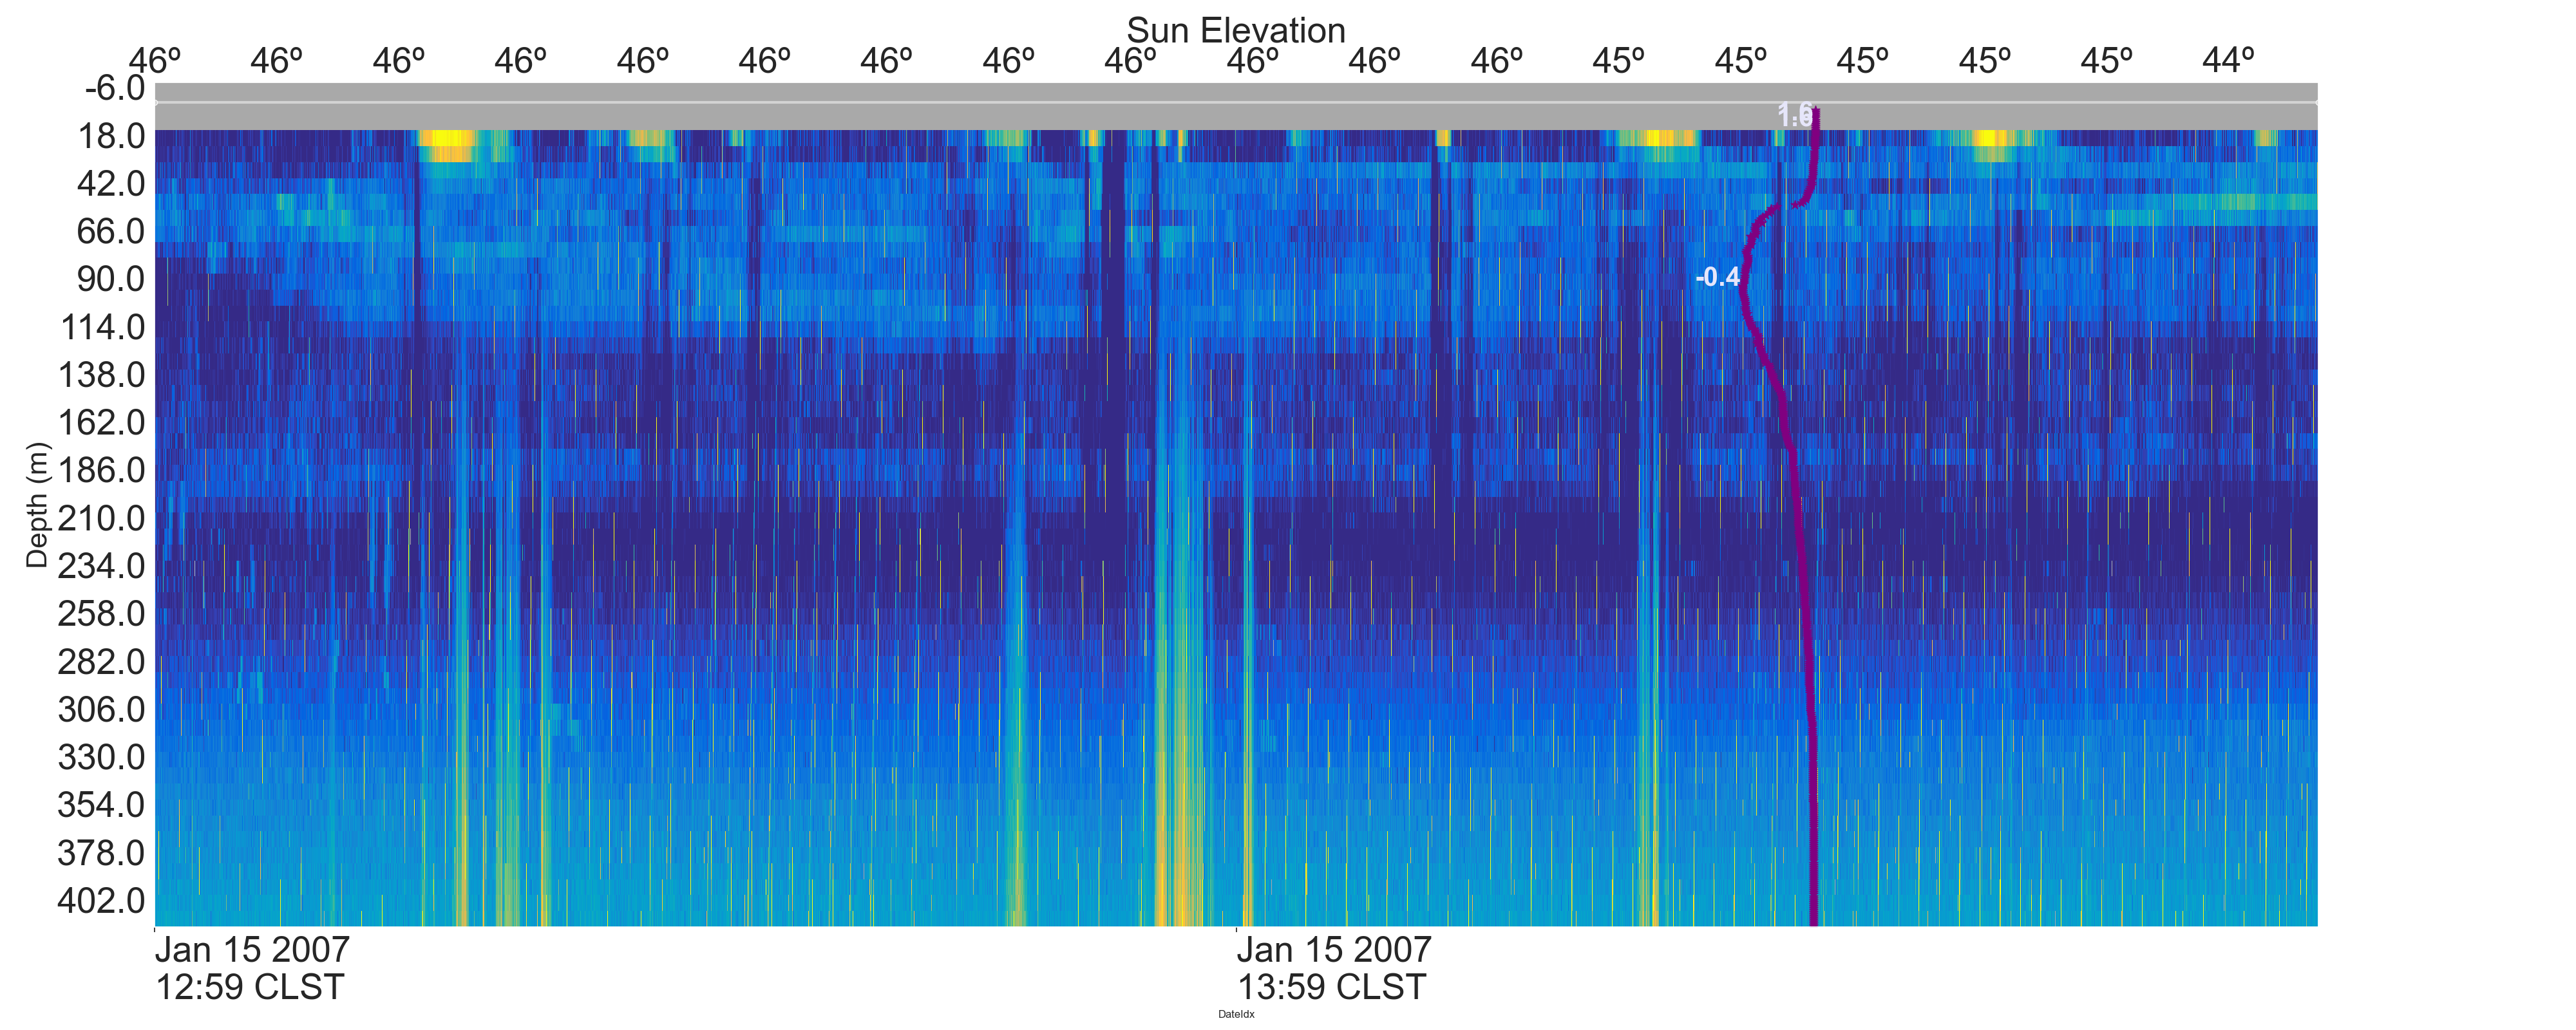 Sun Elevation
46º 46º 46º 46º 46º 46º 46º 46º 46º 46º 46º 46º 45º 45º 45º 45º 45º 44º
-6.0
18.0
42.0
66.0
90.0
114.0
138.0
162.0
186.0
210.0
234.0
258.0
282.0
306.0
330.0
354.0
378.0
402.0
Depth (m)
1.6
-0.4
Jan 15 2007
12:59 CLST
Jan 15 2007
13:59 CLST
DateIdx